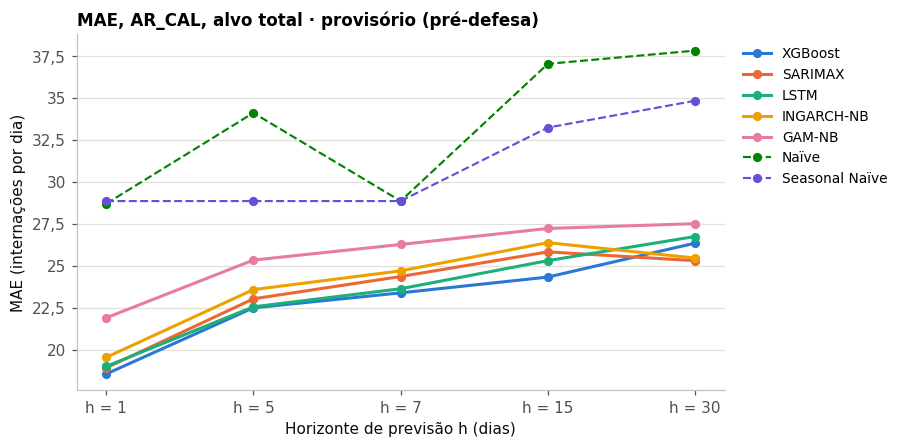 MAE, AR_CAL, alvo total · provisório (pré-defesa)
37,5
35
32,5
30
27,5
25
22,5
20
MAE (internações por dia)
h = 1
h = 5
h = 7
h = 15
h = 30
Horizonte de previsão h (dias)
XGBoost
SARIMAX
LSTM
INGARCH-NB
GAM-NB
Naïve
Seasonal Naïve